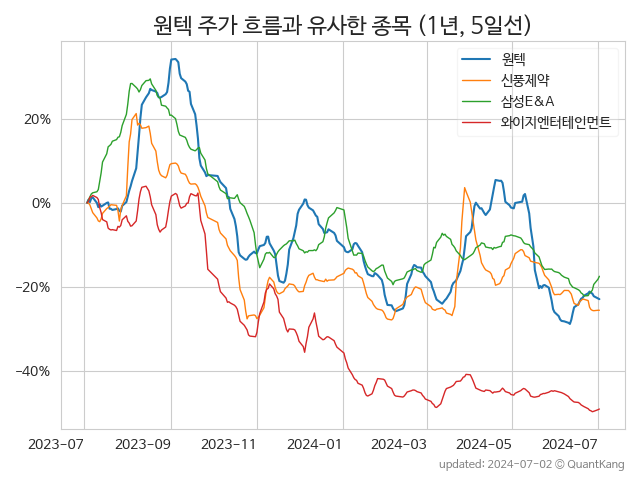 원텍 주가 흐름과 유사한 종목 (1년, 5일선)
원텍
신풍제약
삼성E&A
와이지엔터테인먼트
20%
0%
−20%
−40%
2023-07 2023-09 2023-11 2024-01 2024-03 2024-05 2024-07
updated: 2024-07-02 © QuantKang